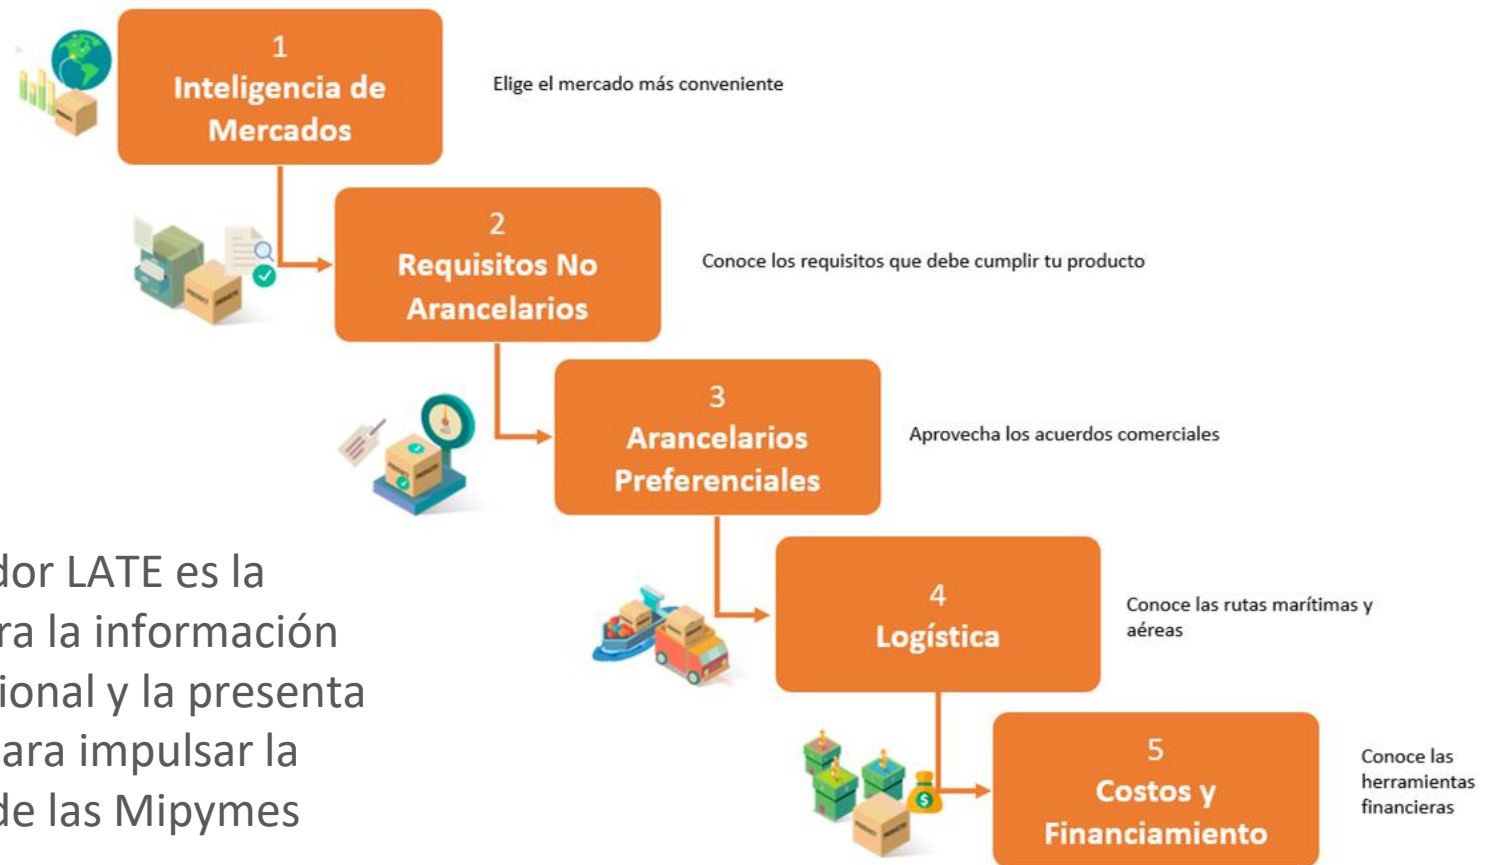 1
Inteligencia de
Mercados
Elige el mercado más conveniente
2
Requisitos No
Arancelarios
Conoce los requisitos que debe cumplir tu producto
3
Arancelarios
Preferenciales
Aprovecha los acuerdos comerciales
4
Logística
Conoce las rutas marítimas y
aéreas
5
Costos y
Financiamiento
Conoce las
herramientas
financieras
dor LATE es la
ra la información
ional y la presenta
para impulsar la
de las Mipymes